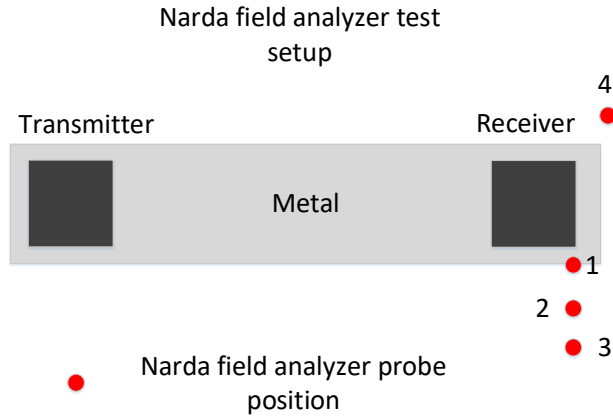 Narda field analyzer test
setup
4
Transmitter
Receiver
Metal
1
2
3
Narda field analyzer probe
position